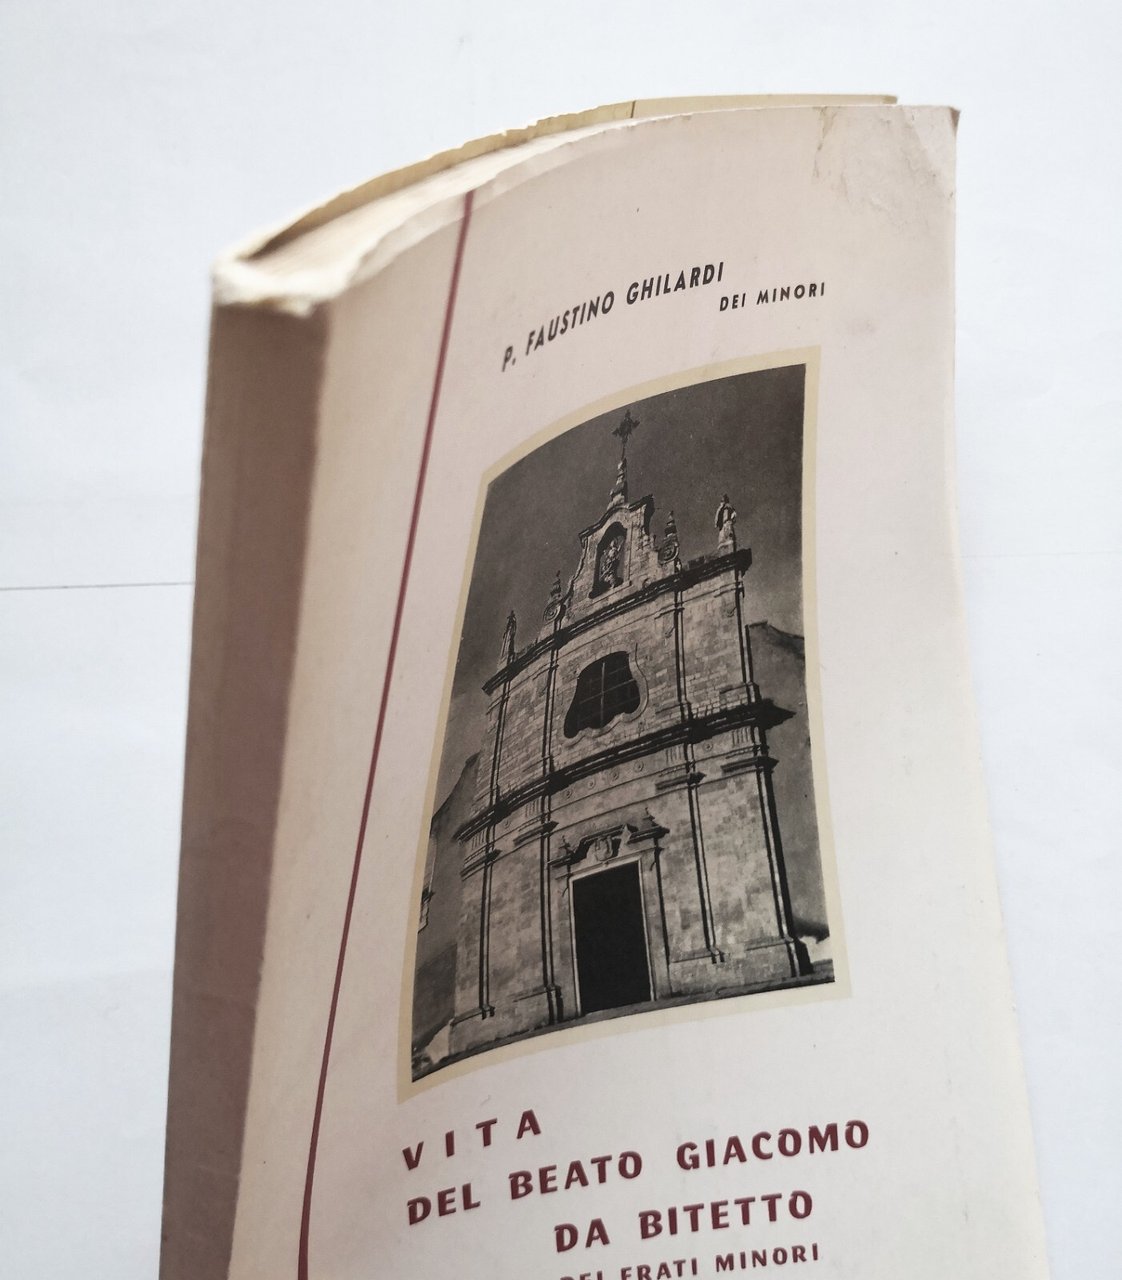 P. FAUSTINO GHILARDI
DEI MINORI
VITA
DEL BEATO GIACOMO
DA BITETTO
DEI FRATI MINORI